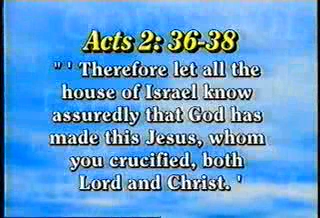 Acts 2: 36-38
" ' Therefore let all the
house of Israel know
assuredly that God has
made this Jesus, whom
you crucified, both
Lord and Christ. '